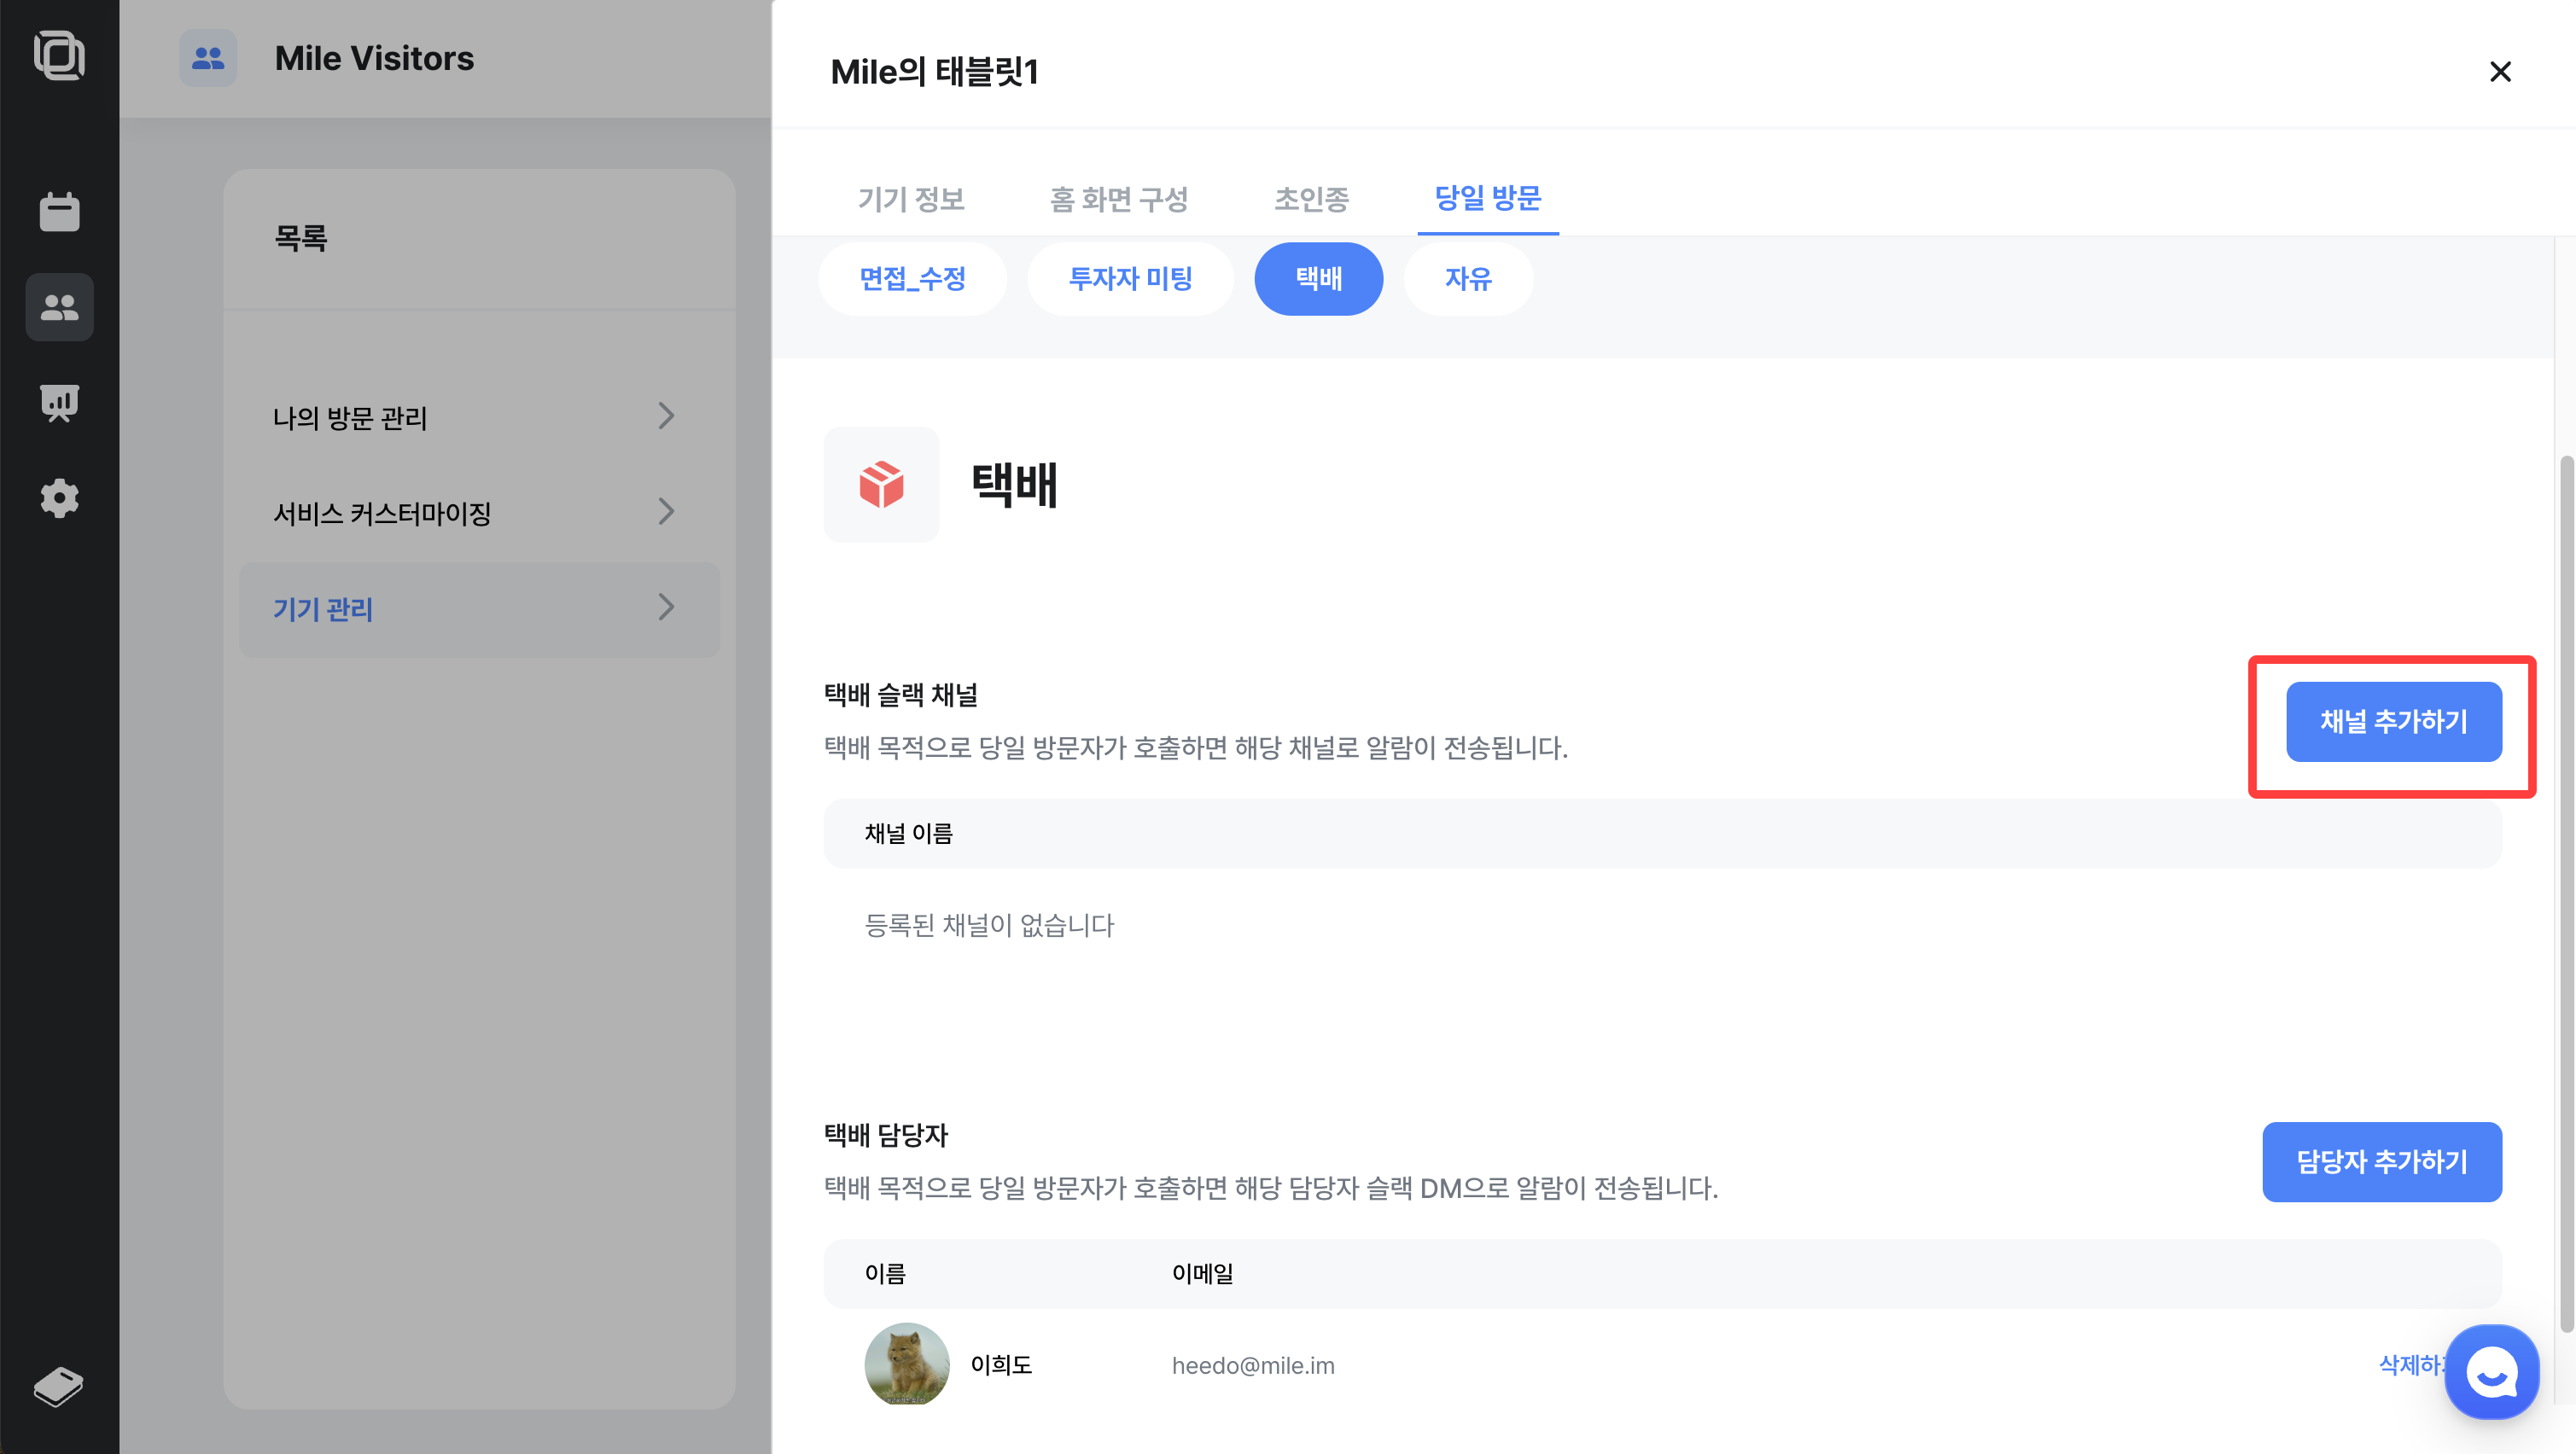 Mile Visitors
목록
나의 방문 관리
서비스 커스터마이징
기기 관리
Mile의 태블릿1
기기 정보 홈 화면 구성 초인종 당일 방문
면접_수정 투자자 미팅 택배 자유
택배
택배 슬랙 채널
택배 목적으로 당일 방문자가 호출하면 해당 채널로 알람이 전송됩니다.
채널 추가하기
채널 이름
등록된 채널이 없습니다
택배 담당자
택배 목적으로 당일 방문자가 호출하면 해당 담당자 슬랙 DM으로 알람이 전송됩니다.
담당자 추가하기
이름 이메일
이희도 heedo@mile.im